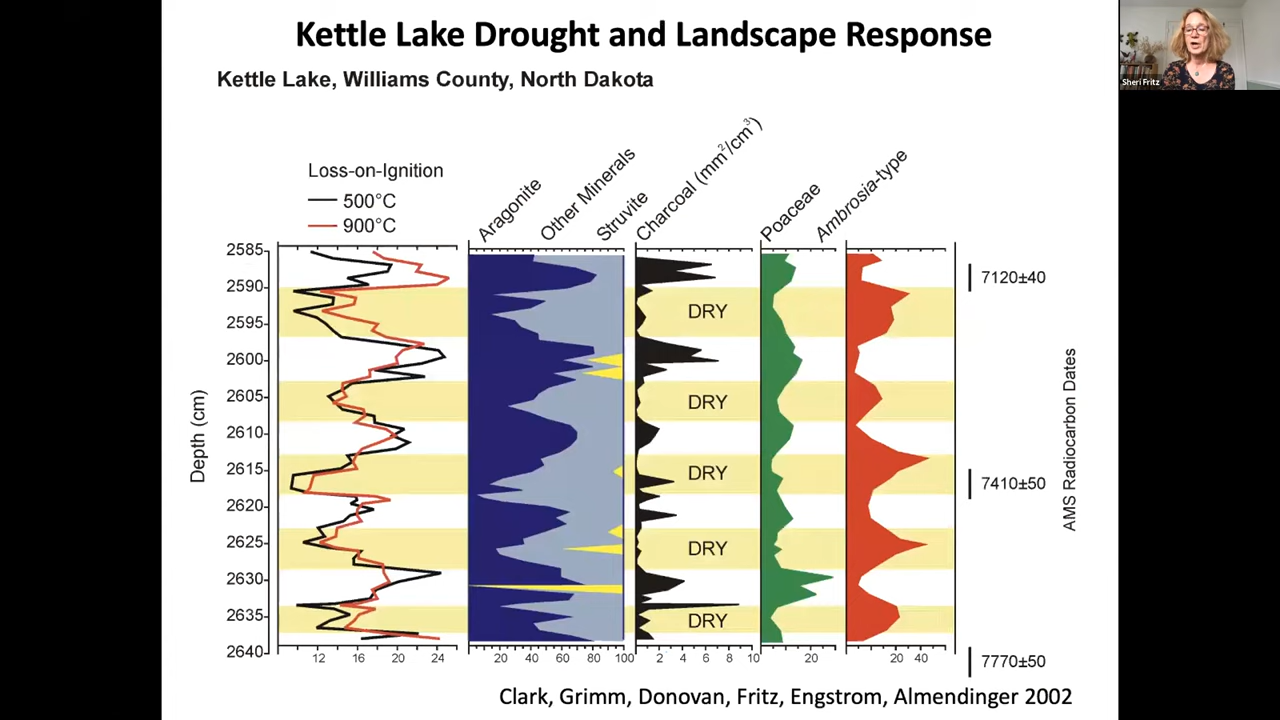 Kettle Lake Drought and Landscape Response
Kettle Lake, Williams County, North Dakota
Sheri Fritz
Loss-on-Ignition
500°C
900°C
Aragonite
Other Minerals
Struvite
Charcoal (mm²/cm³)
Poaceae
Ambrosia-type
Depth (cm)
2585
2590
2595
2600
2605
2610
2615
2620
2625
2630
2635
2640
DRY
DRY
DRY
DRY
DRY
12 16 20 24
20 40 60 80 100
2 4 6 8 10
20
20 40
7120±40
7410±50
7770±50
AMS Radiocarbon Dates
Clark, Grimm, Donovan, Fritz, Engstrom, Almendinger 2002